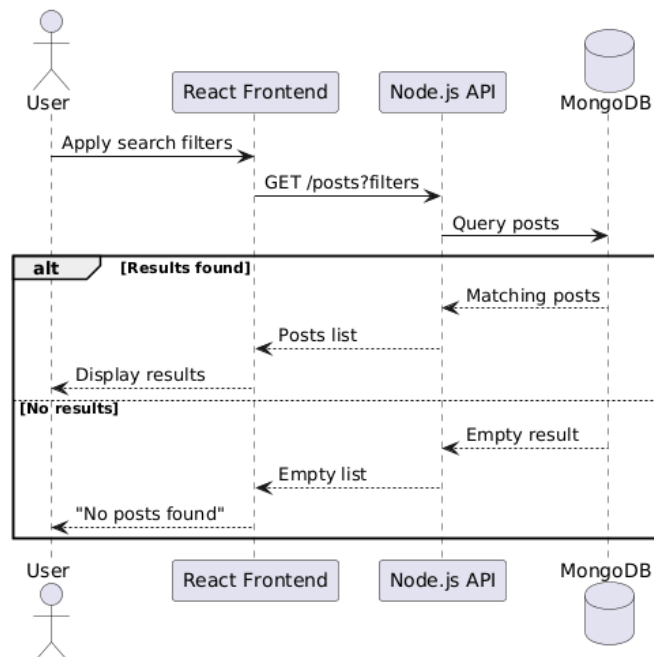 User
React Frontend
Node.js API
MongoDB
Apply search filters
GET /posts?filters
Query posts
alt
[Results found]
Matching posts
Posts list
Display results
[No results]
Empty result
Empty list
"No posts found"
User
React Frontend
Node.js API
MongoDB